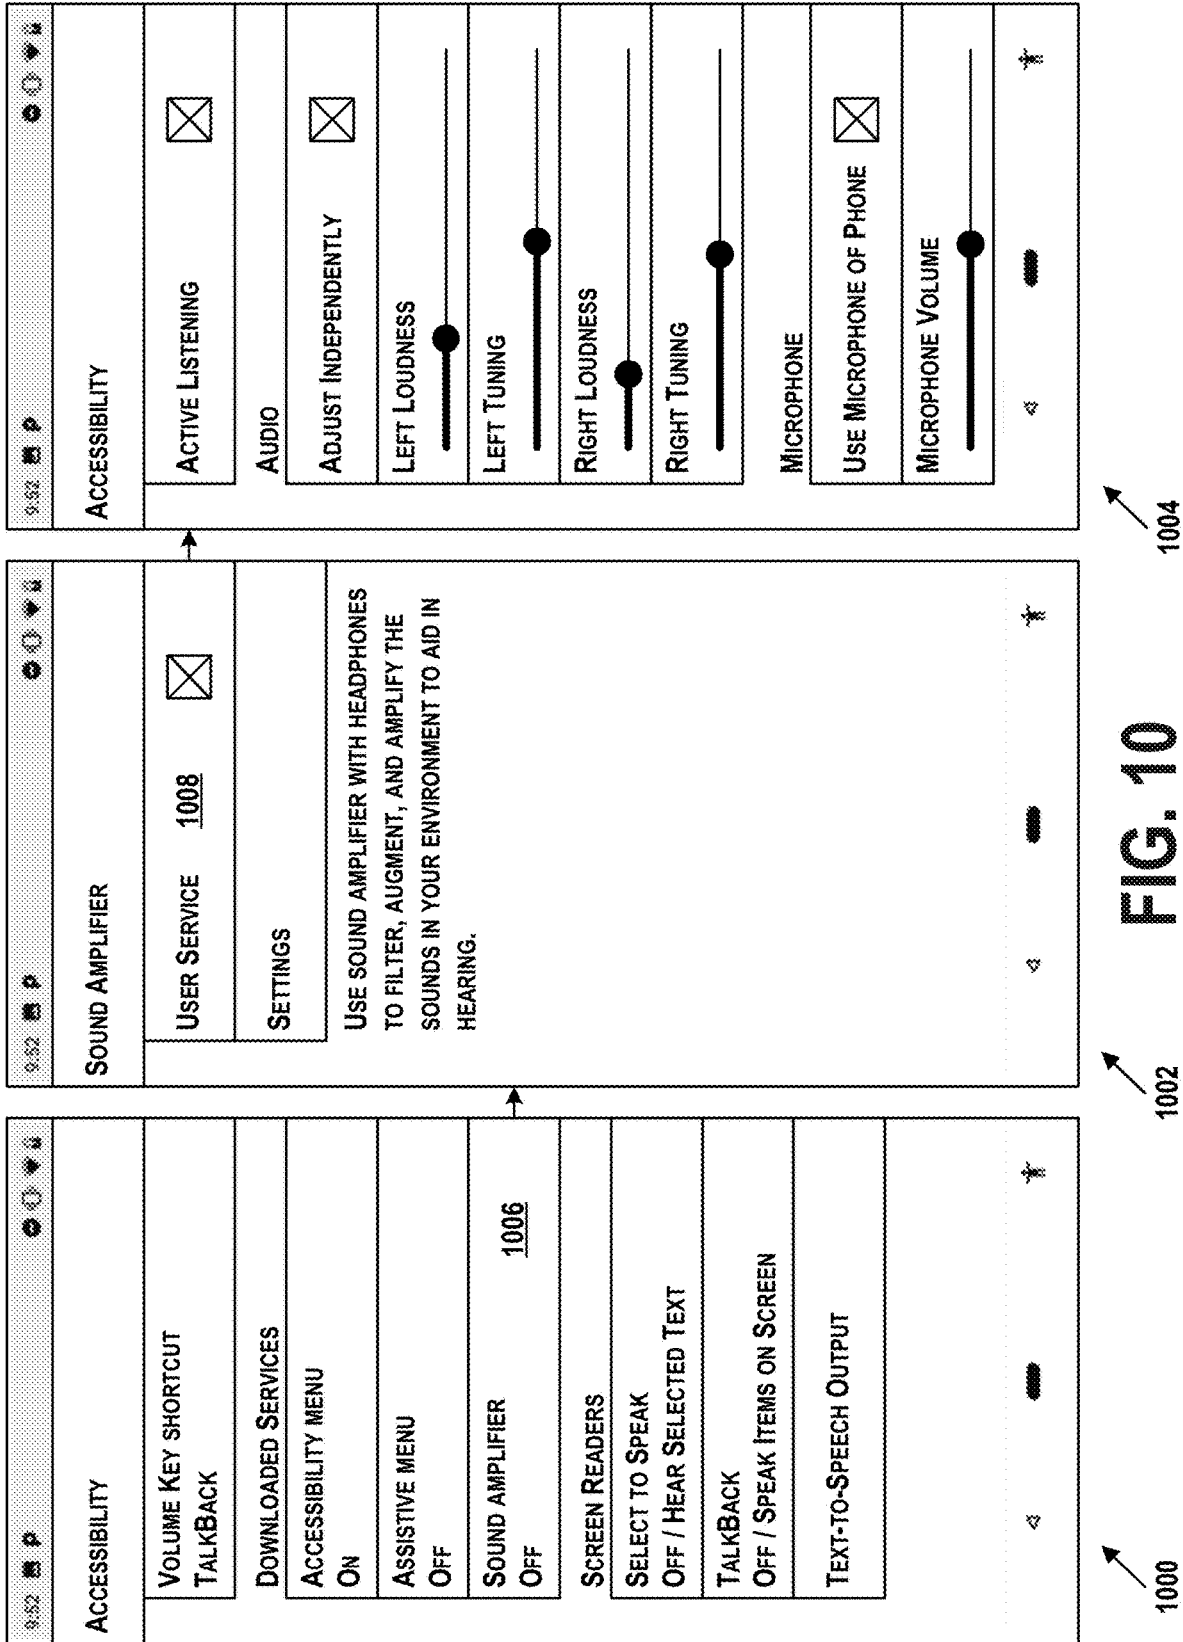 9:52
ACCESSIBILITY
VOLUME KEY SHORTCUT
TALKBACK
DOWNLOADED SERVICES
ACCESSIBILITY MENU
ON
ASSISTIVE MENU
OFF
SOUND AMPLIFIER
1006
OFF
SCREEN READERS
SELECT TO SPEAK
OFF / HEAR SELECTED TEXT
TALKBACK
OFF / SPEAK ITEMS ON SCREEN
TEXT-TO-SPEECH OUTPUT
1000
9:52
SOUND AMPLIFIER
USER SERVICE 1008
SETTINGS
USE SOUND AMPLIFIER WITH HEADPHONES
TO FILTER, AUGMENT, AND AMPLIFY THE
SOUNDS IN YOUR ENVIRONMENT TO AID IN
HEARING.
1002
9:52
ACCESSIBILITY
ACTIVE LISTENING
AUDIO
ADJUST INDEPENDENTLY
LEFT LOUDNESS
LEFT TUNING
RIGHT LOUDNESS
RIGHT TUNING
MICROPHONE
USE MICROPHONE OF PHONE
MICROPHONE VOLUME
1004
FIG. 10